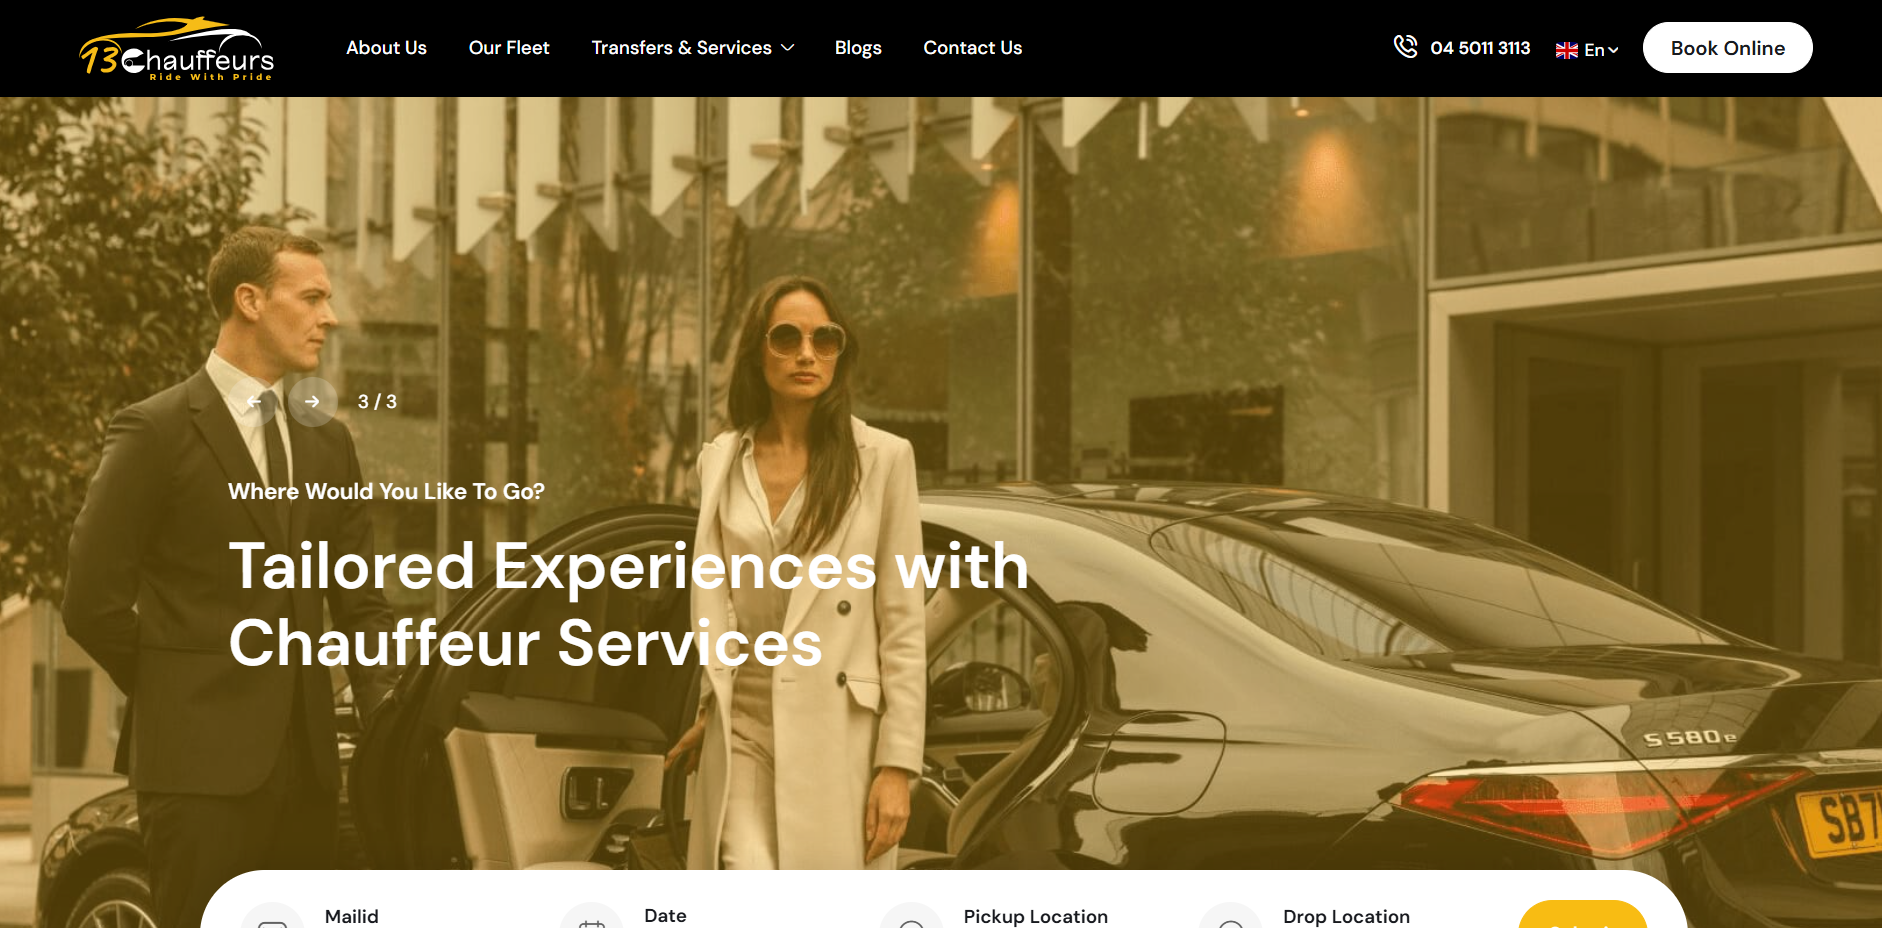 13Chauffeurs
Ride With Pride
About Us
Our Fleet
Transfers & Services
Blogs
Contact Us
04 5011 3113
En
Book Online
3 / 3
Where Would You Like To Go?
Tailored Experiences with
Chauffeur Services
S 580e
Mailid
Date
Pickup Location
Drop Location